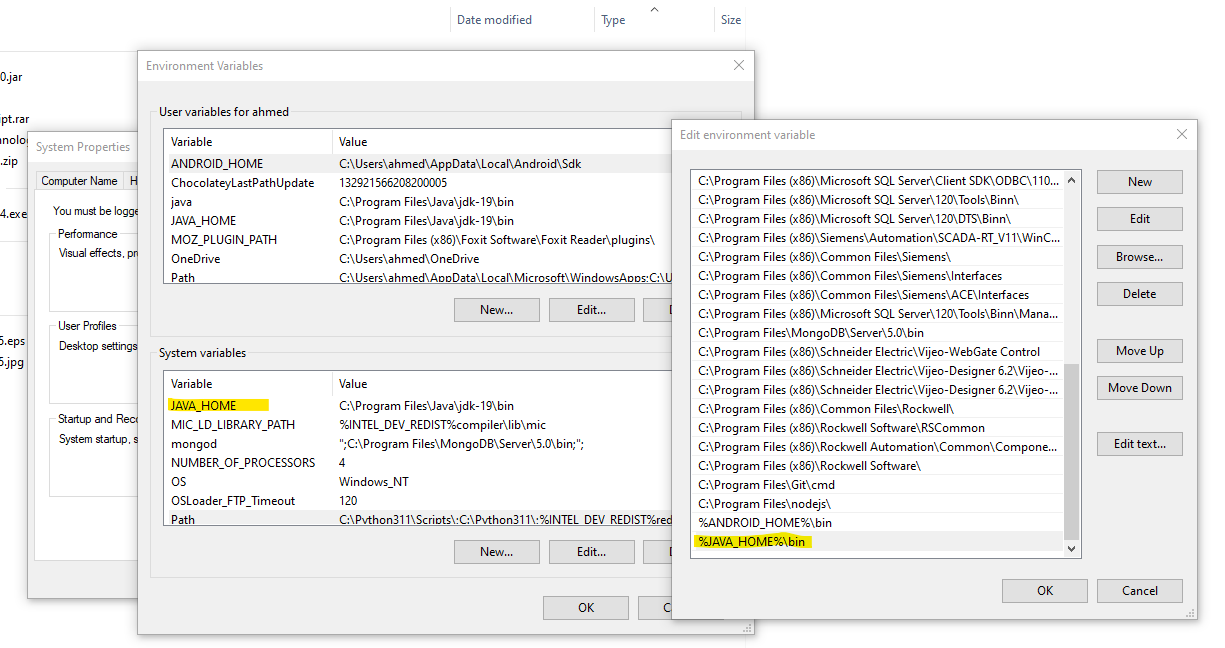 Date modified
Type
Size
0.jar
ipt.rar
.zip
4.exe
5.eps
5.jpg
System Properties
Computer Name
You must be
Performance
Visual effects,
User Profiles
Desktop settings
Startup and
System startup,
Environment Variables
User variables for ahmed
Variable Value
ANDROID_HOME C:\Users\ahmed\AppData\Local\Android\Sdk
ChocolateyLastPathUpdate 132921566208200005
java C:\Program Files\Java\jdk-19\bin
JAVA_HOME C:\Program Files\Java\jdk-19\bin
MOZ_PLUGIN_PATH C:\Program Files (x86)\Foxit Software\Foxit Reader\plugins\
OneDrive C:\Users\ahmed\OneDrive
Path C:\Users\ahmed\AppData\Local\Microsoft\WindowsApps;C:\U
New... Edit...
System variables
Variable Value
JAVA_HOME C:\Program Files\Java\jdk-19\bin
MIC_LD_LIBRARY_PATH %INTEL_DEV_REDIST%compiler\lib\mic
mongod ";C:\Program Files\MongoDB\Server\5.0\bin;";
NUMBER_OF_PROCESSORS 4
OS Windows_NT
OSLoader_FTP_Timeout 120
Path C:\Python311\Scripts\;C:\Python311\;%INTEL_DEV_REDIST%red
New... Edit...
OK
Edit environment variable
C:\Program Files (x86)\Microsoft SQL Server\Client SDK\ODBC\110...
C:\Program Files (x86)\Microsoft SQL Server\120\Tools\Binn\
C:\Program Files (x86)\Microsoft SQL Server\120\DTS\Binn\
C:\Program Files (x86)\Siemens\Automation\SCADA-RT_V11\WinC...
C:\Program Files (x86)\Common Files\Siemens\
C:\Program Files (x86)\Common Files\Siemens\Interfaces
C:\Program Files (x86)\Common Files\Siemens\ACE\Interfaces
C:\Program Files (x86)\Microsoft SQL Server\120\Tools\Binn\Mana...
C:\Program Files\MongoDB\Server\5.0\bin
C:\Program Files (x86)\Schneider Electric\Vijeo-WebGate Control
C:\Program Files (x86)\Schneider Electric\Vijeo-Designer 6.2\Vijeo-...
C:\Program Files (x86)\Schneider Electric\Vijeo-Designer 6.2\Vijeo-...
C:\Program Files (x86)\Common Files\Rockwell\
C:\Program Files (x86)\Rockwell Software\RSCommon
C:\Program Files (x86)\Rockwell Automation\Common\Compone...
C:\Program Files (x86)\Rockwell Software\
C:\Program Files\Git\cmd
C:\Program Files\nodejs\
%ANDROID_HOME%\bin
%JAVA_HOME%\bin
New
Edit
Browse...
Delete
Move Up
Move Down
Edit text...
OK Cancel